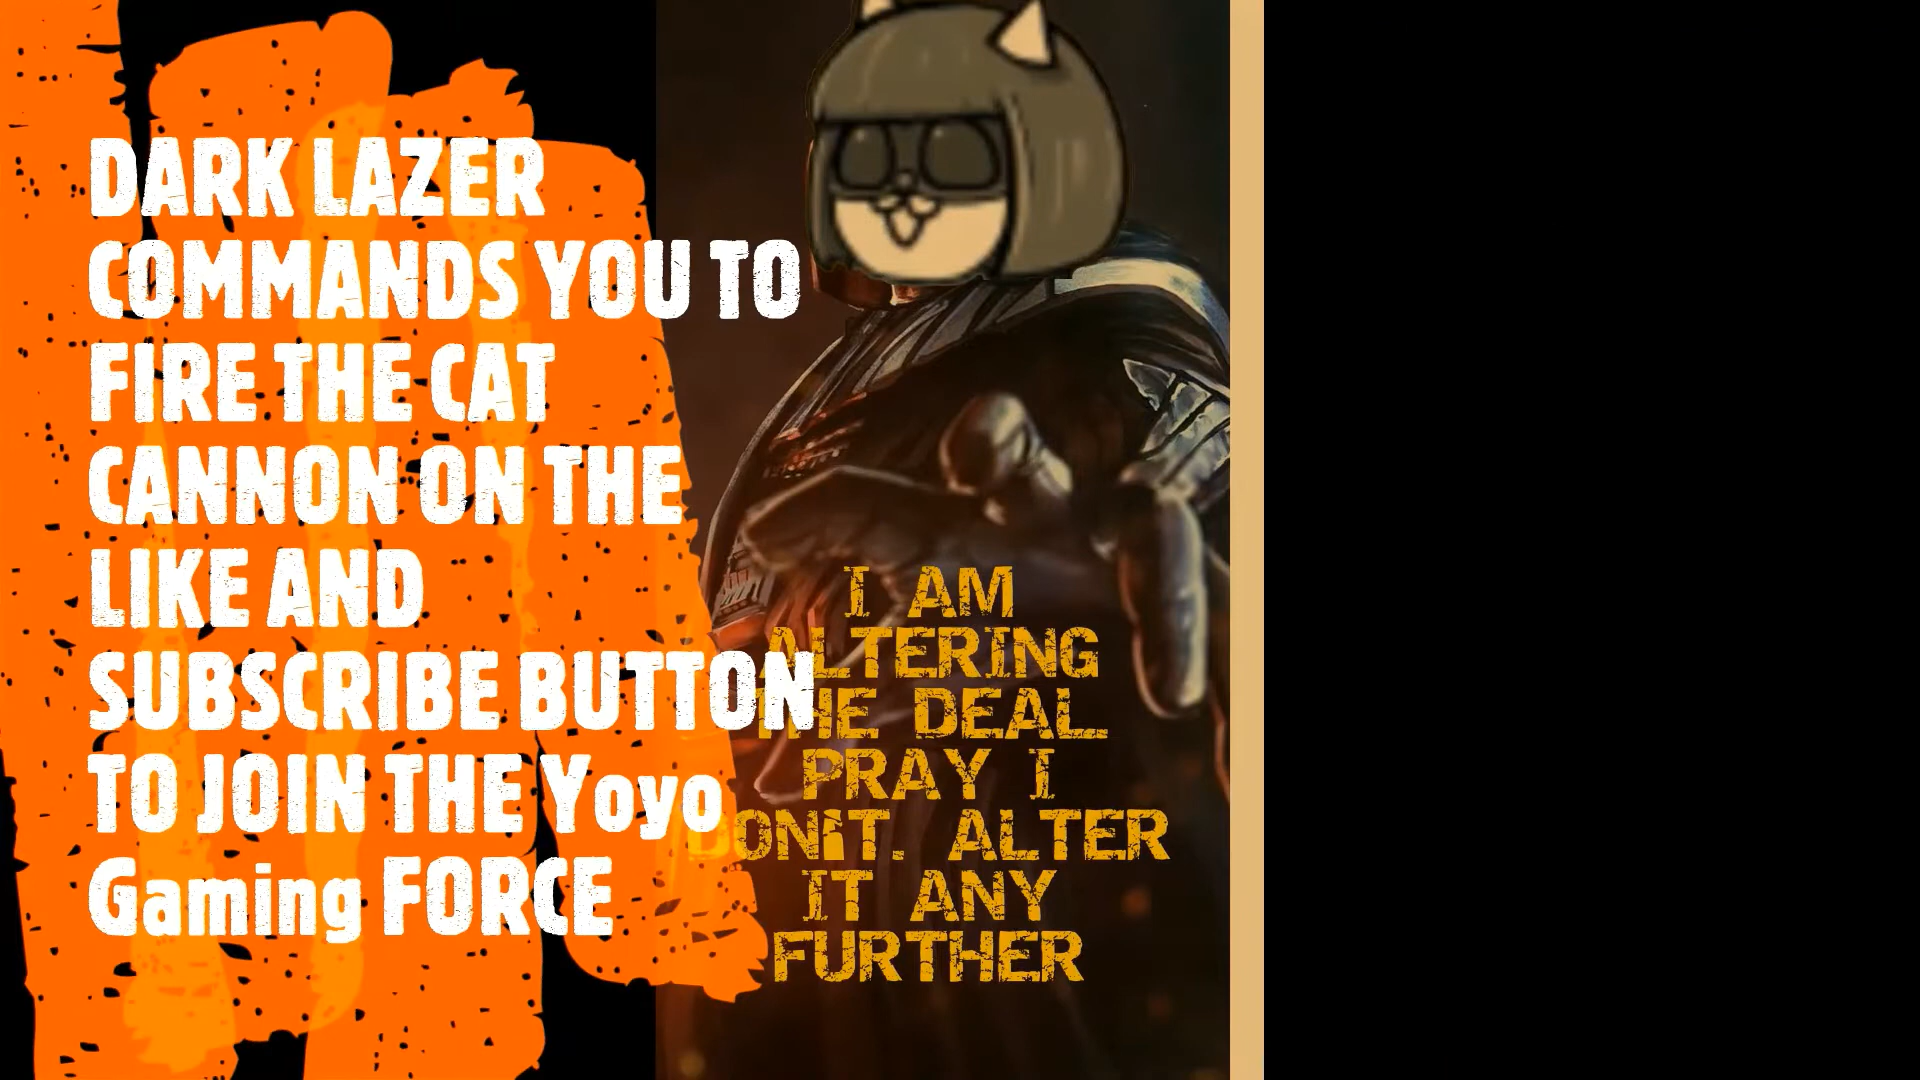 DARK LAZER
COMMANDS YOU TO
FIRE THE CAT
CANNON ON THE
LIKE AND
SUBSCRIBE BUTTON
TO JOIN THE Yoyo
Gaming FORCE
I AM
ALTERING
THE DEAL.
PRAY I
DON'T. ALTER
IT ANY
FURTHER